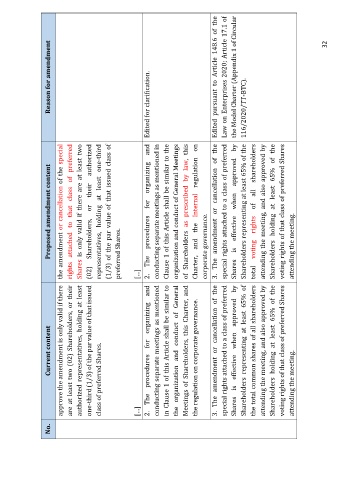 No.
Current content
Proposed amendment content
Reason for amendment
approve the amendment is only valid if there
are at least two (02) Shareholders, or their
authorized representatives, holding at least
one-third (1/3) of the par value of that issued
class of preferred Shares.
the amendment or cancellation of the special
rights attached to that class of preferred
Shares is only valid if there are at least two
(02) Shareholders, or their authorized
representatives, holding at least one-third
(1/3) of the par value of that issued class of
preferred Shares.
[...]
[...]
2. The procedures for organizing and
conducting separate meetings as mentioned
in Clause 1 of this Article shall be similar to
the organization and conduct of General
Meetings of Shareholders, this Charter, and
the regulation on corporate governance.
2. The procedures for organizing and
conducting separate meetings as mentioned in
Clause 1 of this Article shall be similar to the
organization and conduct of General Meetings
of Shareholders as prescribed by law, this
Charter, and the internal regulation on
corporate governance.
Edited for clarification.
3. The amendment or cancellation of the
special rights attached to a class of preferred
Shares is effective when approved by
Shareholders representing at least 65% of
the total common shares of all shareholders
attending the meeting, and also approved by
Shareholders holding at least 65% of the
voting rights of that class of preferred Shares
attending the meeting.
3. The amendment or cancellation of the
special rights attached to a class of preferred
Shares is effective when approved by
Shareholders representing at least 65% of the
total voting rights of all shareholders
attending the meeting, and also approved by
Shareholders holding at least 65% of the
voting rights of that class of preferred Shares
attending the meeting.
Edited pursuant to Article 148.6 of the
Law on Enterprises 2020; Article 17.1 of
the Model Charter (Appendix 1 of Circular
116/2020/TT-BTC).
32